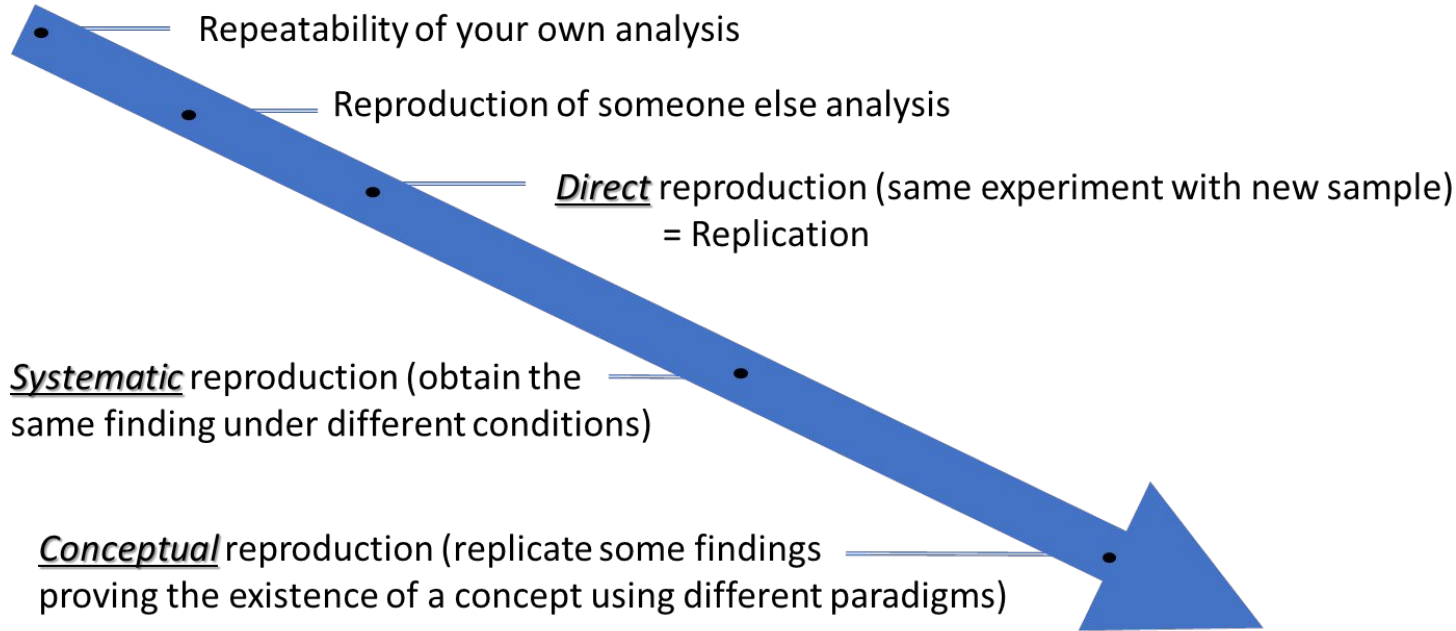 Repeatability of your own analysis
Reproduction of someone else analysis
Direct reproduction (same experiment with new sample)
= Replication
Systematic reproduction (obtain the
same finding under different conditions)
Conceptual reproduction (replicate some findings
proving the existence of a concept using different paradigms)